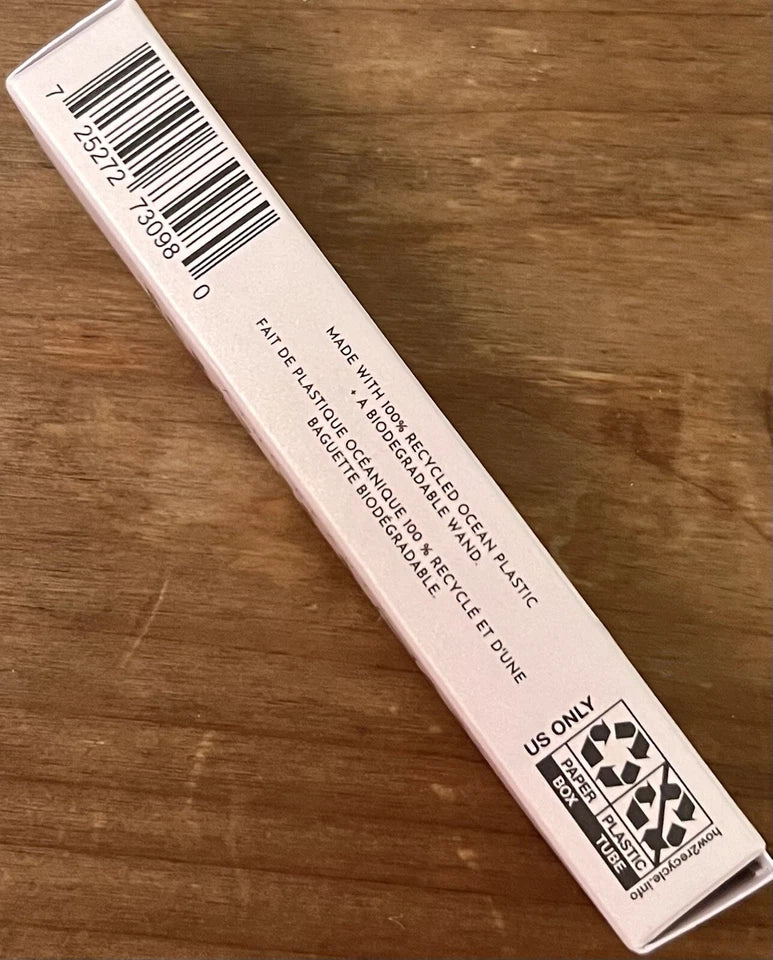 7 25272 73098 0
MADE WITH 100% RECYCLED OCEAN PLASTIC
+ A BIODEGRADABLE WAND.
FAIT DE PLASTIQUE OCÉANIQUE 100 % RECYCLÉ ET D'UNE
BAGUETTE BIODÉGRADABLE.
US ONLY
PAPER
BOX
PLASTIC
TUBE
how2recycle.info